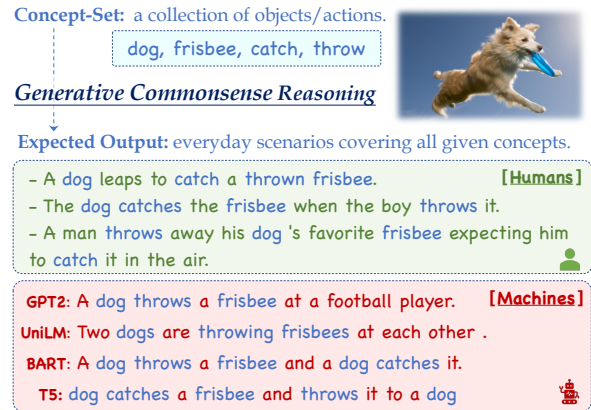 Concept-Set: a collection of objects/actions.
dog, frisbee, catch, throw
Generative Commonsense Reasoning
Expected Output: everyday scenarios covering all given concepts.
[Humans]
- A dog leaps to catch a thrown frisbee.
- The dog catches the frisbee when the boy throws it.
- A man throws away his dog 's favorite frisbee expecting him
to catch it in the air.
[Machines]
GPT2: A dog throws a frisbee at a football player.
UniLM: Two dogs are throwing frisbees at each other .
BART: A dog throws a frisbee and a dog catches it.
T5: dog catches a frisbee and throws it to a dog